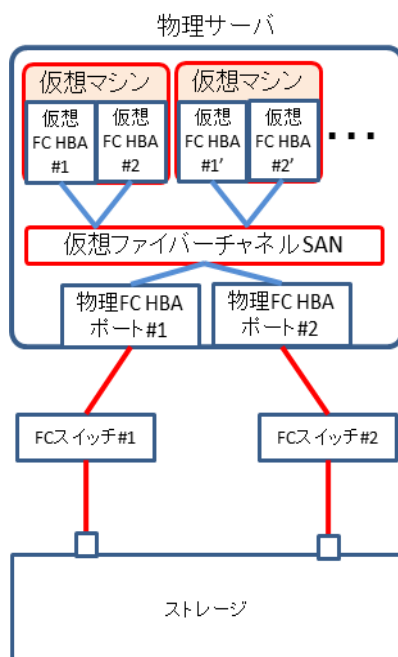 物理サーバ
仮想マシン
仮想
FC HBA
#1
仮想
FC HBA
#2
仮想マシン
仮想
FC HBA
#1'
仮想
FC HBA
#2'
・・・
仮想ファイバーチャネルSAN
物理FC HBA
ポート#1
物理FC HBA
ポート#2
FCスイッチ#1
FCスイッチ#2
ストレージ